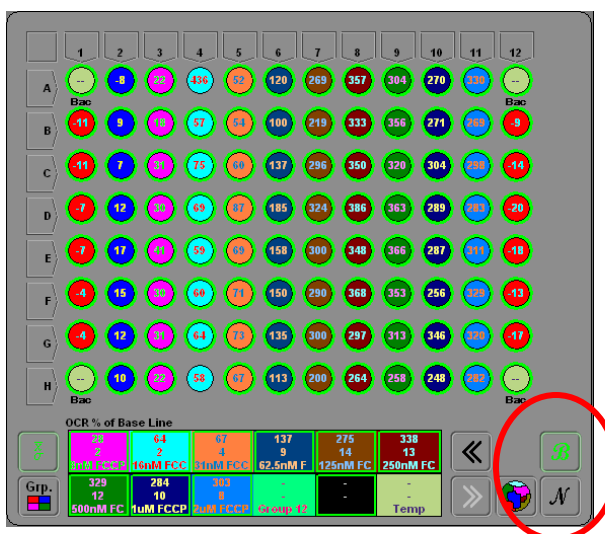 1 2 3 4 5 6 7 8 9 10 11 12
A -- -8 22 436 52 120 269 357 304 270 330 --
Bac Bac
B -11 9 18 57 54 100 219 333 356 271 269 -9
C -11 7 31 75 60 137 296 350 320 304 298 -14
D -7 12 30 69 87 185 324 386 363 289 283 -20
E -7 17 41 59 69 158 300 348 366 287 311 -18
F -4 15 30 60 71 150 290 368 353 256 329 -13
G -4 12 31 64 73 135 300 297 313 346 320 -17
H -- 10 22 58 67 113 200 264 258 248 282 --
Bac Bac
OCR % of Base Line
28 64 67 137 275 338
2 2 4 9 14 13
FCCP 16nM FCC 31nM FCC 62.5nM F 125nM FC 250nM FC
Grp.
329 284 303 - - -
12 10 8 - - -
500nM FC 1uM FCCP 2uM FCCP Group 12 Temp
B
N